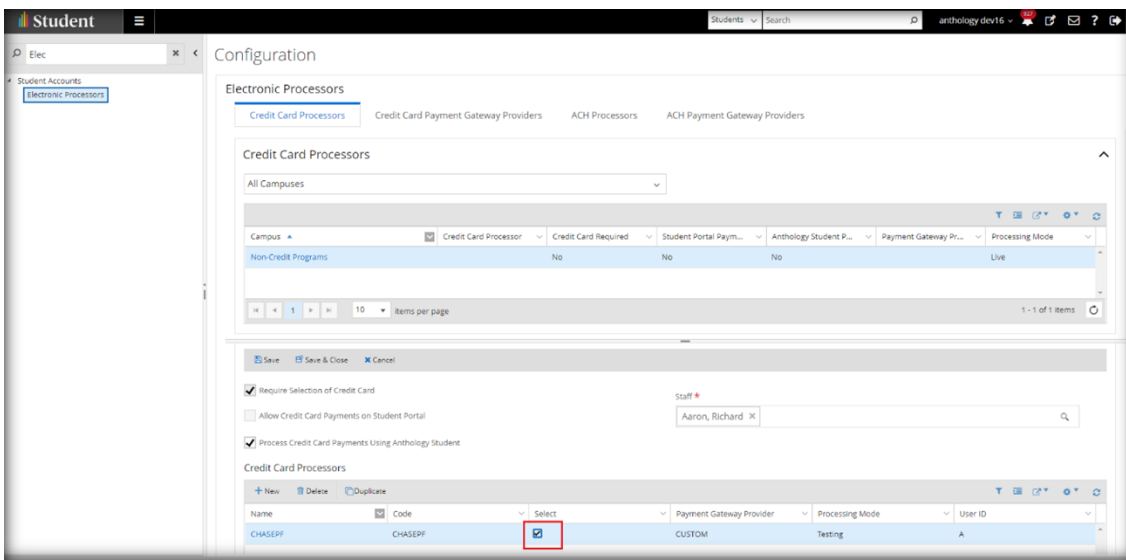 Student
Students
Search
anthology dev16
927
?
Elec
Configuration
Student Accounts
Electronic Processors
Electronic Processors
Credit Card Processors
Credit Card Payment Gateway Providers
ACH Processors
ACH Payment Gateway Providers
Credit Card Processors
All Campuses
Campus
Credit Card Processor
Credit Card Required
Student Portal Paym...
Anthology Student P...
Payment Gateway Pr...
Processing Mode
Non-Credit Programs
No
No
No
Live
1
10
items per page
1 - 1 of 1 items
Save
Save & Close
Cancel
Require Selection of Credit Card
Staff *
Allow Credit Card Payments on Student Portal
Aaron, Richard
Process Credit Card Payments Using Anthology Student
Credit Card Processors
New
Delete
Duplicate
Name
Code
Select
Payment Gateway Provider
Processing Mode
User ID
CHASEPF
CHASEPF
CUSTOM
Testing
A